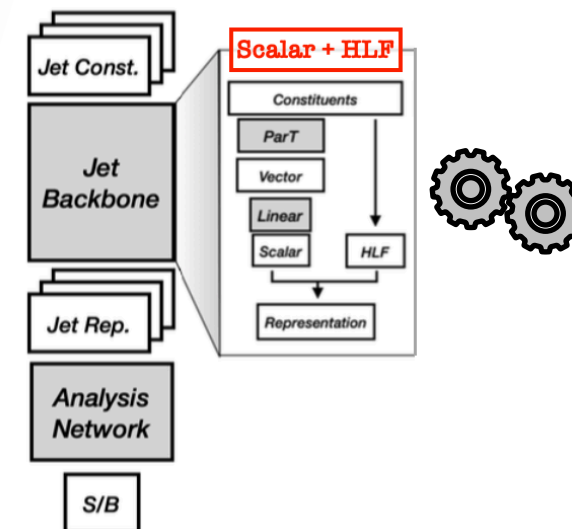 Jet Const.
Jet
Backbone
Jet Rep.
Analysis
Network
S/B
Scalar + HLF
Constituents
ParT
Vector
Linear
Scalar
HLF
Representation